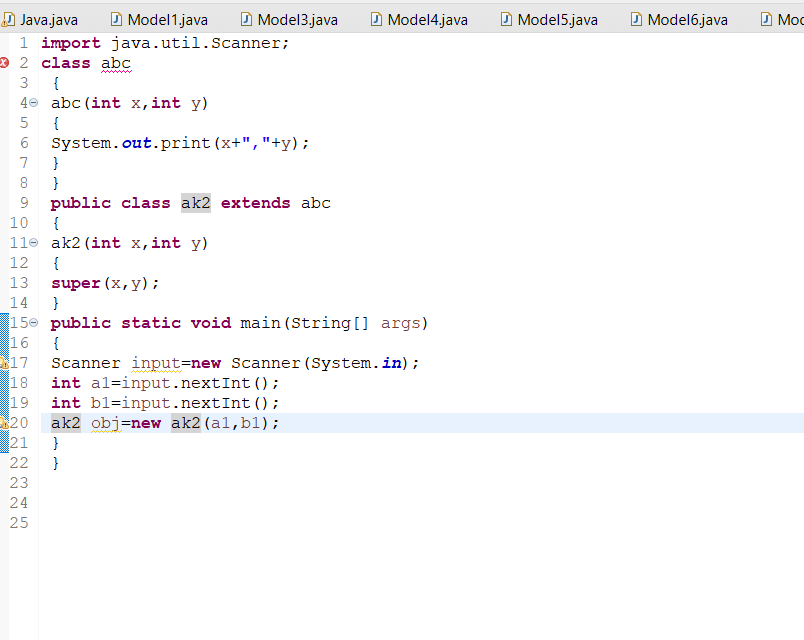 Java.java Model1.java Model3.java Model4.java Model5.java Model6.java Moc
1 import java.util.Scanner;
2 class abc
3 {
4 abc(int x,int y)
5 {
6 System.out.print(x+","+y);
7 }
8 }
9 public class ak2 extends abc
10 {
11 ak2(int x,int y)
12 {
13 super(x,y);
14 }
15 public static void main(String[] args)
16 {
17 Scanner input=new Scanner(System.in);
18 int a1=input.nextInt();
19 int b1=input.nextInt();
20 ak2 obj=new ak2(a1,b1);
21 }
22 }
23
24
25